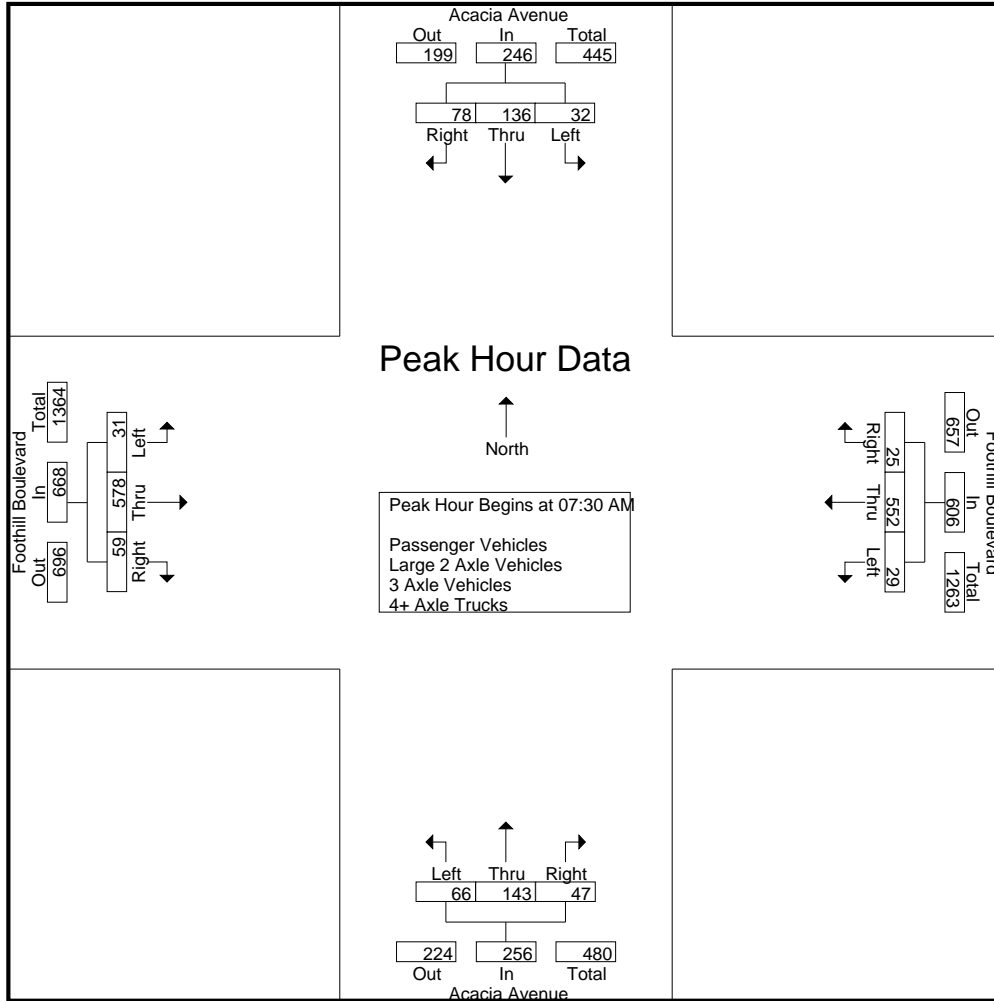 Acacia Avenue
Out In Total
199 246 445
78 136 32
Right Thru Left
Peak Hour Data
North
Peak Hour Begins at 07:30 AM
Passenger Vehicles
Large 2 Axle Vehicles
3 Axle Vehicles
4+ Axle Trucks
Foothill Boulevard
Out In Total
696 668 1364
59 578 31
Right Thru Left
Foothill Boulevard
Out In Total
657 606 1263
25 552 29
Right Thru Left
Left Thru Right
66 143 47
224 256 480
Out In Total
Acacia Avenue